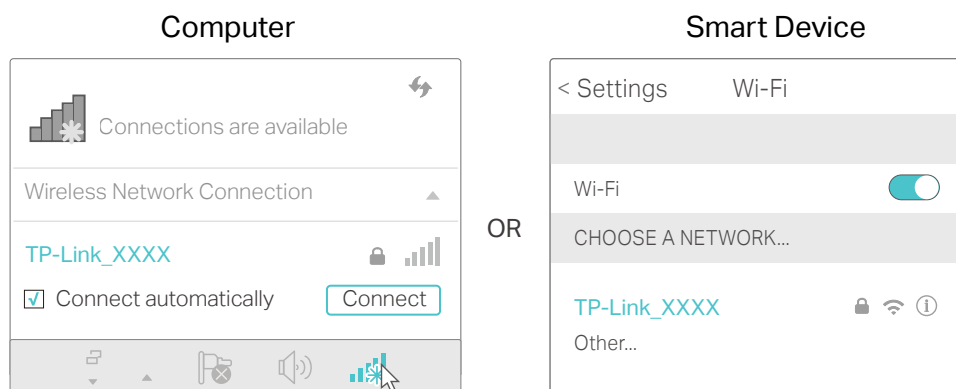 Computer
Connections are available
Wireless Network Connection
TP-Link_XXXX
Connect automatically
Connect
OR
Smart Device
< Settings Wi-Fi
Wi-Fi
CHOOSE A NETWORK...
TP-Link_XXXX
Other...